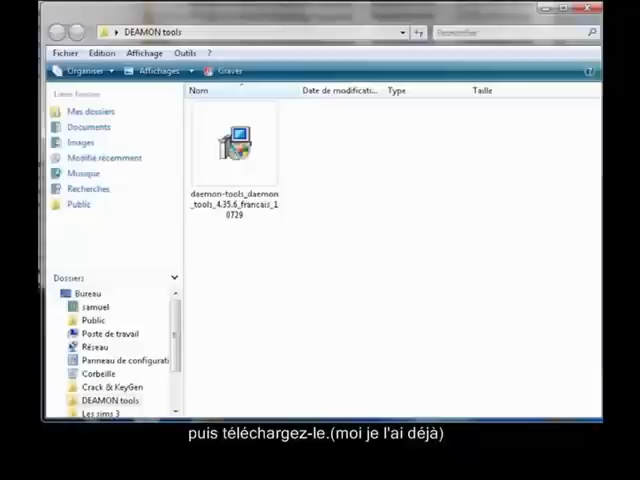 DEAMON tools
Rechercher
Fichier Edition Affichage Outils ?
Organiser Affichages Graver
Liens favoris
Nom Date de modificati... Type Taille
Mes dossiers
Documents
Images
Modifié récemment
Musique
Recherches
Public
daemon-tools_daemon
_tools_4.35.6_francais_1
0729
Dossiers
Bureau
samuel
Public
Poste de travail
Réseau
Panneau de configurati
Corbeille
Crack & KeyGen
DEAMON tools
Les sims 3
puis téléchargez-le.(moi je l'ai déjà)